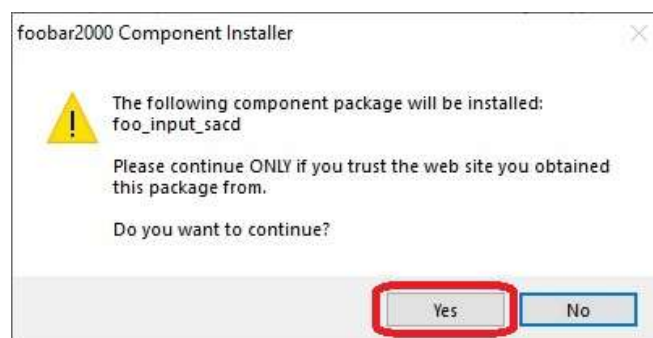 foobar2000 Component Installer
The following component package will be installed:
foo_input_sacd
Please continue ONLY if you trust the web site you obtained
this package from.
Do you want to continue?
Yes
No